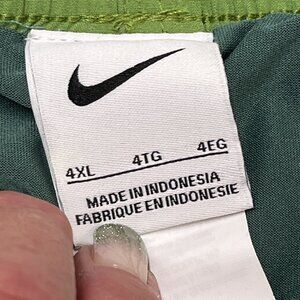 4XL 4TG 4EG
MADE IN INDONESIA
FABRIQUE EN INDONESIE